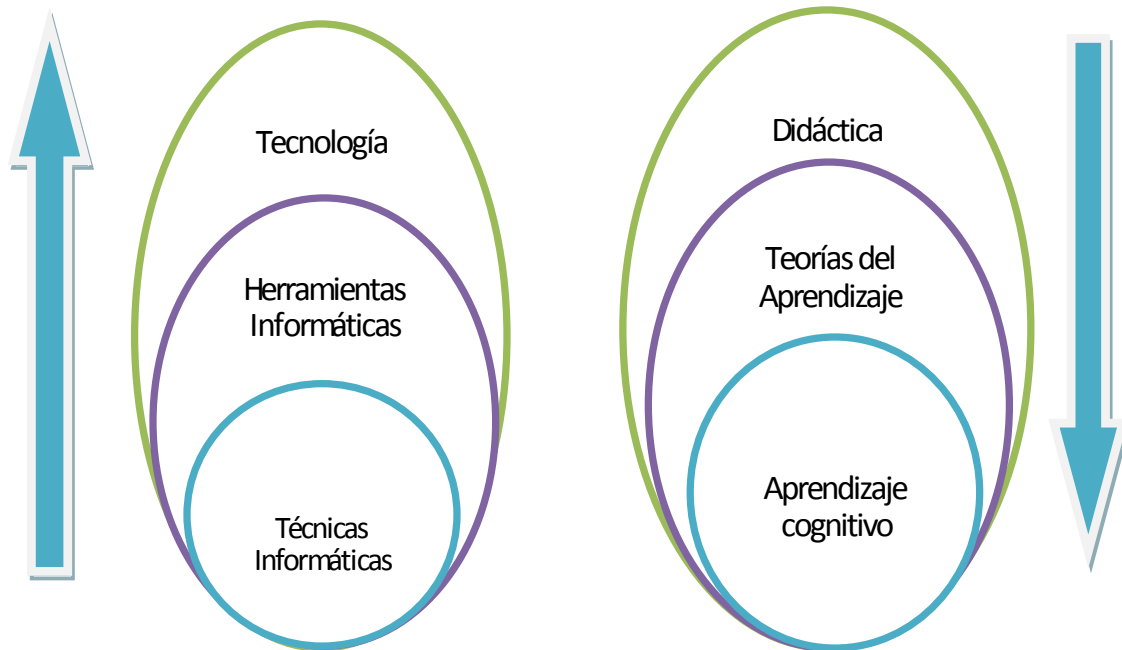 Tecnología
Herramientas
Informáticas
Técnicas
Informáticas
Didáctica
Teorías del
Aprendizaje
Aprendizaje
cognitivo